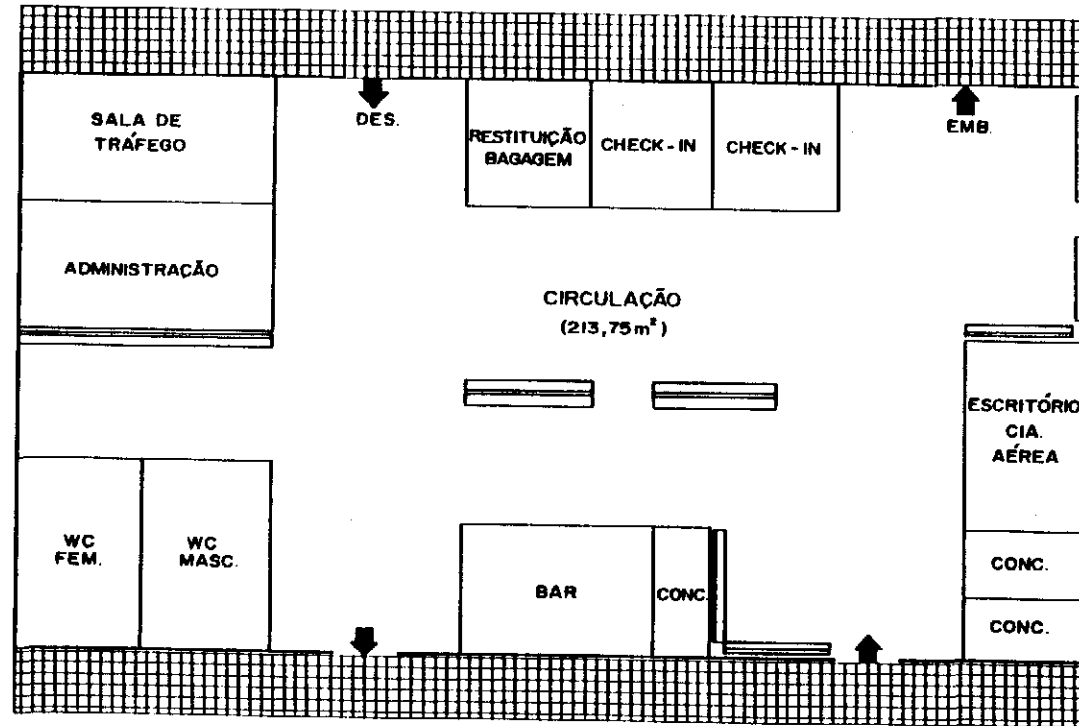 SALA DE
TRÁFEGO
DES.
RESTITUIÇÃO
BAGAGEM
CHECK-IN
CHECK-IN
EMB.
ADMINISTRAÇÃO
CIRCULAÇÃO
(213,75m²)
ESCRITÓRIO
CIA.
AÉREA
WC
FEM.
WC
MASC.
BAR
CONC.
CONC.
CONC.